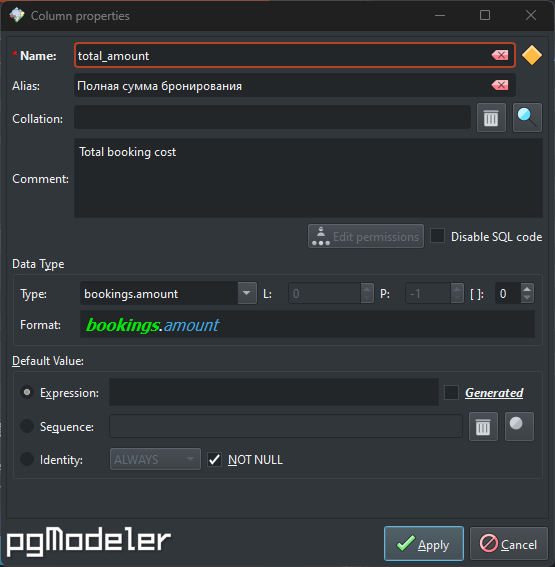 Column properties
* Name: total_amount
Alias: Полная сумма бронирования
Collation:
Comment: Total booking cost
Edit permissions Disable SQL code
Data Type
Type: bookings.amount L: 0 P: -1 [ ]: 0
Format: bookings.amount
Default Value:
Expression: Generated
Sequence:
Identity: ALWAYS NOT NULL
pgModeler Apply Cancel